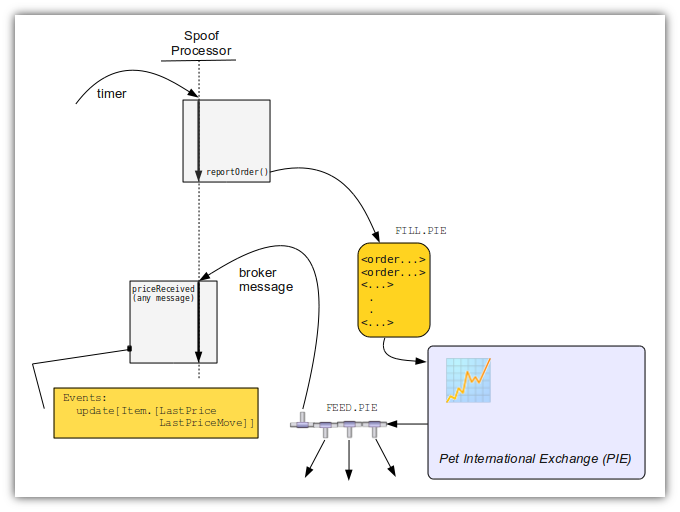 Spoof
Processor
timer
reportOrder()
FILL.PIE
<order...>
<order...>
<...>
.
.
<...>
broker
message
priceReceived
(any message)
Events:
update[Item.[LastPrice
LastPriceMove]]
FEED.PIE
Pet International Exchange (PIE)